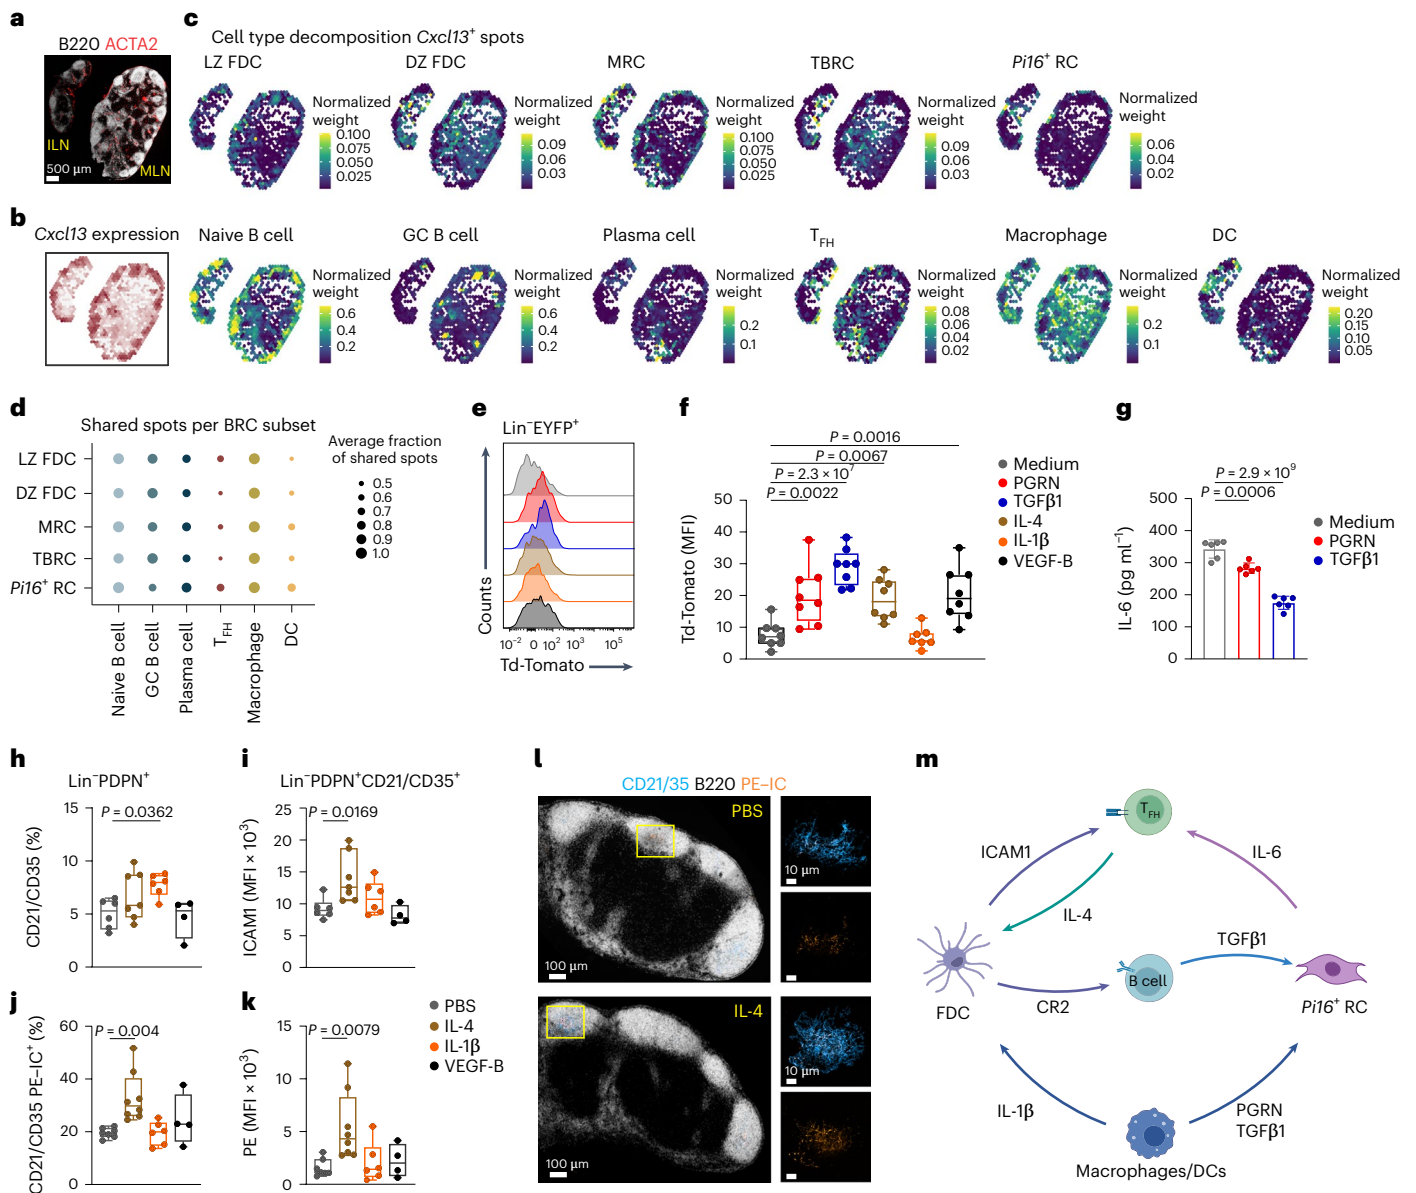 a
B220 ACTA2
ILN
500 µm
MLN
c
Cell type decomposition Cxcl13+ spots
LZ FDC
Normalized
weight
0.100
0.075
0.050
0.025
DZ FDC
Normalized
weight
0.09
0.06
0.03
MRC
Normalized
weight
0.100
0.075
0.050
0.025
TBRC
Normalized
weight
0.09
0.06
0.03
Pi16+ RC
Normalized
weight
0.06
0.04
0.02
b
Cxcl13 expression
Naive B cell
Normalized
weight
0.6
0.4
0.2
GC B cell
Normalized
weight
0.6
0.4
0.2
Plasma cell
Normalized
weight
0.2
0.1
TFH
Normalized
weight
0.08
0.06
0.04
0.02
Macrophage
Normalized
weight
0.2
0.1
DC
Normalized
weight
0.20
0.15
0.10
0.05
d
Shared spots per BRC subset
LZ FDC
DZ FDC
MRC
TBRC
Pi16+ RC
Naive B cell
GC B cell
Plasma cell
TFH
Macrophage
DC
Average fraction
of shared spots
0.5
0.6
0.7
0.8
0.9
1.0
e
Lin−EYFP+
Counts
10−2 0 102 103 105
Td-Tomato
f
P = 0.0016
P = 0.0067
P = 2.3 × 107
P = 0.0022
Td-Tomato (MFI)
50
40
30
20
10
0
Medium
PGRN
TGFβ1
IL-4
IL-1β
VEGF-B
g
P = 2.9 × 109
P = 0.0006
IL-6 (pg ml−1)
500
400
300
200
100
0
Medium
PGRN
TGFβ1
h
Lin−PDPN+
P = 0.0362
CD21/CD35 (%)
15
10
5
0
i
Lin−PDPN+CD21/CD35+
P = 0.0169
ICAM1 (MFI × 103)
25
20
15
10
5
0
j
P = 0.004
CD21/CD35 PE–IC+ (%)
60
40
20
0
k
P = 0.0079
PE (MFI × 103)
15
10
5
0
PBS
IL-4
IL-1β
VEGF-B
l
CD21/35 B220 PE–IC
PBS
100 µm
10 µm
IL-4
100 µm
10 µm
m
TFH
ICAM1
IL-6
IL-4
TGFβ1
B cell
FDC
CR2
Pi16+ RC
IL-1β
PGRN
TGFβ1
Macrophages/DCs